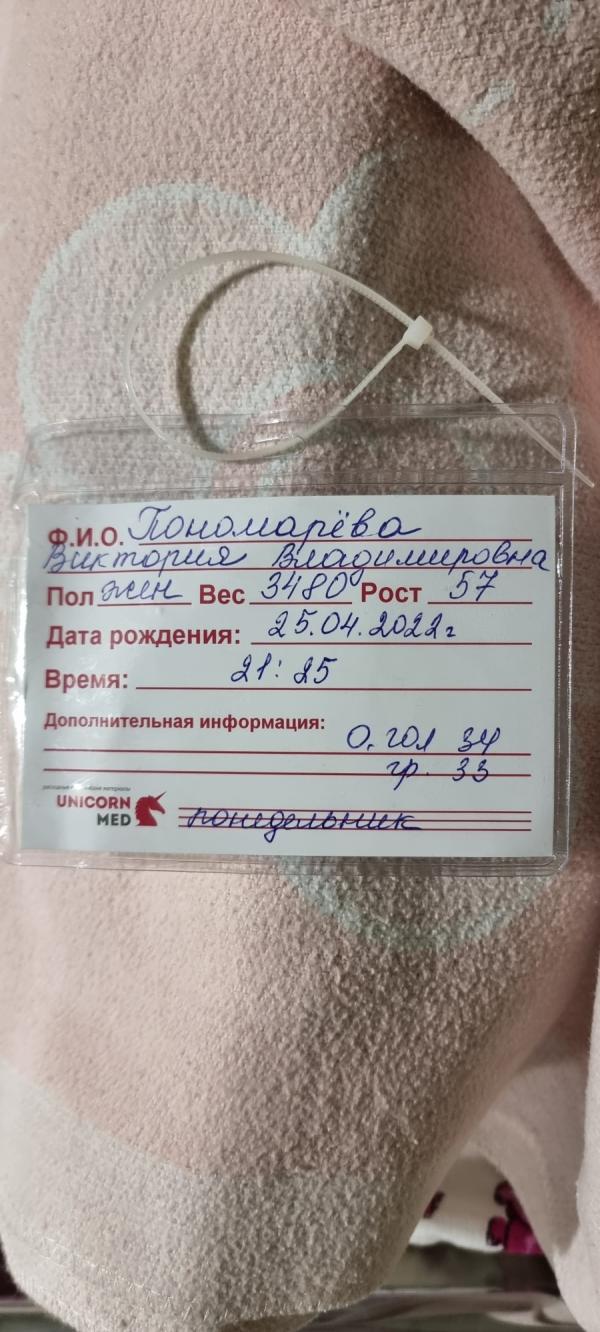 Ф.И.О. Пономарёва
Виктория Владимировна
Пол жен Вес 3480 Рост 57
Дата рождения: 25.04.2022г
Время: 21:25
Дополнительная информация:
О. гол 34
гр. 33
материалы
UNICORN
MED
понедельник